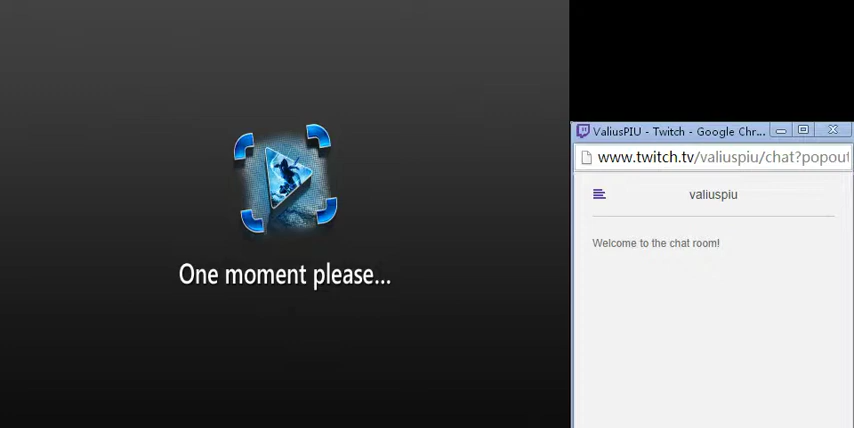 One moment please...
ValiusPIU - Twitch - Google Chr...
www.twitch.tv/valiuspiu/chat?popout
valiuspiu
Welcome to the chat room!